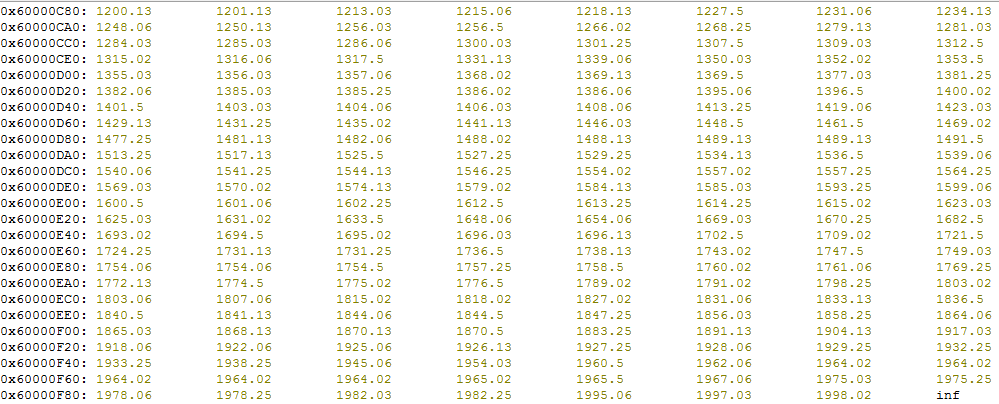 0x60000C80: 1200.13 1201.13 1213.03 1215.06 1218.13 1227.5 1231.06 1234.13
0x60000CA0: 1248.06 1250.13 1256.03 1256.5 1266.02 1268.25 1279.13 1281.03
0x60000CC0: 1284.03 1285.03 1286.06 1300.03 1301.25 1307.5 1309.03 1312.5
0x60000CE0: 1315.02 1316.06 1317.5 1331.13 1339.06 1350.03 1352.02 1353.5
0x60000D00: 1355.03 1356.03 1357.06 1368.02 1369.13 1369.5 1377.03 1381.25
0x60000D20: 1382.06 1385.03 1385.25 1386.02 1386.06 1395.06 1396.5 1400.02
0x60000D40: 1401.5 1403.03 1404.06 1406.03 1408.06 1413.25 1419.06 1423.03
0x60000D60: 1429.13 1431.25 1435.02 1441.13 1446.03 1448.5 1461.5 1469.02
0x60000D80: 1477.25 1481.13 1482.06 1488.02 1488.13 1489.13 1489.13 1491.5
0x60000DA0: 1513.25 1517.13 1525.5 1527.25 1529.25 1534.13 1536.5 1539.06
0x60000DC0: 1540.06 1541.25 1544.13 1546.25 1554.02 1557.02 1557.25 1564.25
0x60000DE0: 1569.03 1570.02 1574.13 1579.02 1584.13 1585.03 1593.25 1599.06
0x60000E00: 1600.5 1601.06 1602.25 1612.5 1613.25 1614.25 1615.02 1623.03
0x60000E20: 1625.03 1631.02 1633.5 1648.06 1654.06 1669.03 1670.25 1682.5
0x60000E40: 1693.02 1694.5 1695.02 1696.03 1696.13 1702.5 1709.02 1721.5
0x60000E60: 1724.25 1731.13 1731.25 1736.5 1738.13 1743.02 1747.5 1749.03
0x60000E80: 1754.06 1754.06 1754.5 1757.25 1758.5 1760.02 1761.06 1769.25
0x60000EA0: 1772.13 1774.5 1775.02 1776.5 1789.02 1791.02 1798.25 1803.02
0x60000EC0: 1803.06 1807.06 1815.02 1818.02 1827.02 1831.06 1833.13 1836.5
0x60000EE0: 1840.5 1841.13 1844.06 1844.5 1847.25 1856.03 1858.25 1864.06
0x60000F00: 1865.03 1868.13 1870.13 1870.5 1883.25 1891.13 1904.13 1917.03
0x60000F20: 1918.06 1922.06 1925.06 1926.13 1927.25 1928.06 1929.25 1932.25
0x60000F40: 1933.25 1938.25 1945.06 1954.03 1960.5 1962.06 1964.02 1964.02
0x60000F60: 1964.02 1964.02 1964.02 1965.02 1965.5 1967.06 1975.03 1975.25
0x60000F80: 1978.06 1978.25 1982.03 1982.25 1995.06 1997.03 1998.02 inf